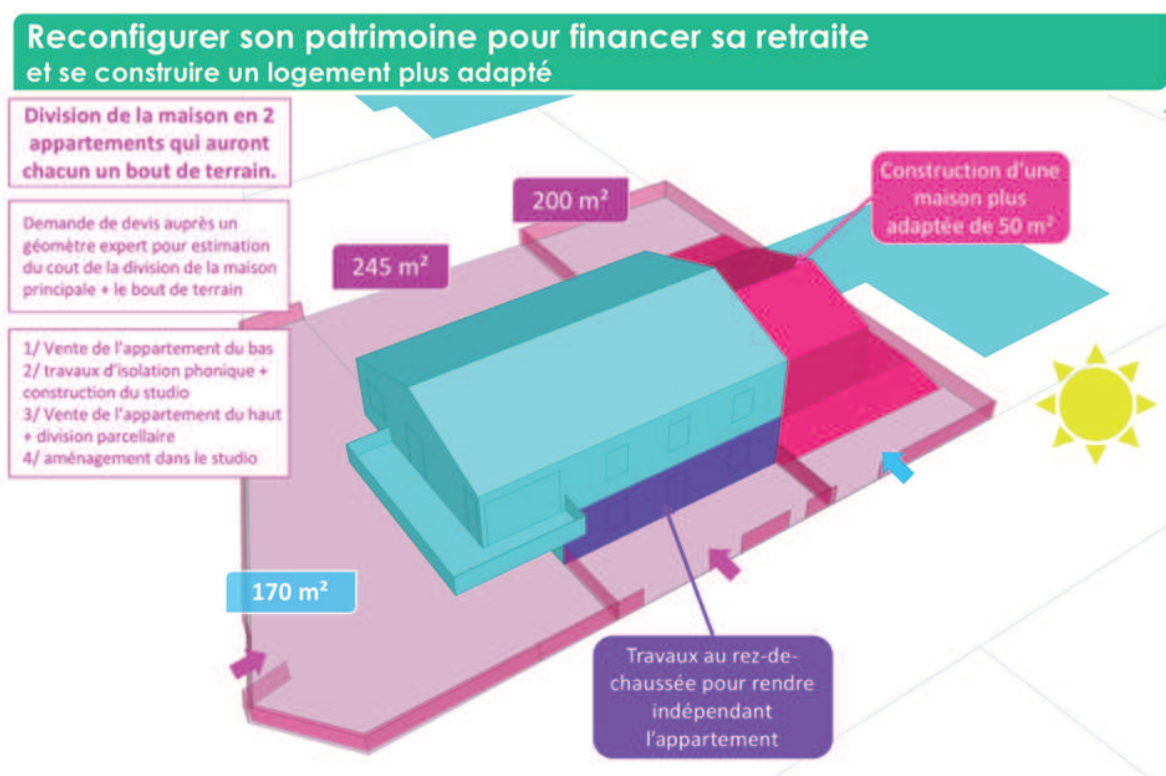 Reconfigurer son patrimoine pour financer sa retraite
et se construire un logement plus adapté
Division de la maison en 2
appartements qui auront
chacun un bout de terrain.
Demande de devis auprès un
géomètre expert pour estimation
du cout de la division de la maison
principale + le bout de terrain
1/ Vente de l'appartement du bas
2/ travaux d'isolation phonique +
construction du studio
3/ Vente de l'appartement du haut
+ division parcellaire
4/ aménagement dans le studio
200 m²
245 m²
Construction d'une
maison plus
adaptée de 50 m²
170 m²
Travaux au rez-de-
chaussée pour rendre
indépendant
l'appartement